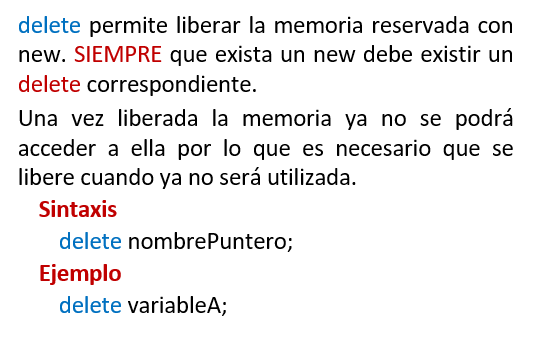 delete permite liberar la memoria reservada con
new. SIEMPRE que exista un new debe existir un
delete correspondiente.
Una vez liberada la memoria ya no se podrá
acceder a ella por lo que es necesario que se
libere cuando ya no será utilizada.
Sintaxis
delete nombrePuntero;
Ejemplo
delete variableA;